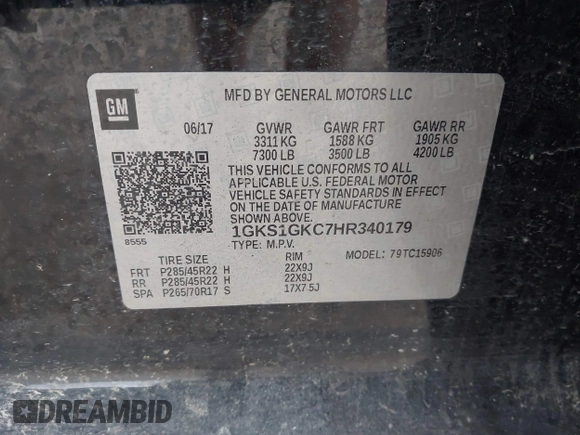 GM
MFD BY GENERAL MOTORS LLC
06/17 GVWR GAWR FRT GAWR RR
3311 KG 1588 KG 1905 KG
7300 LB 3500 LB 4200 LB
THIS VEHICLE CONFORMS TO ALL
APPLICABLE U.S. FEDERAL MOTOR
VEHICLE SAFETY STANDARDS IN EFFECT
ON THE DATE OF MANUFACTURE
SHOWN ABOVE.
8555
1GKS1GKC7HR340179
TYPE: M.P.V. MODEL: 79TC15906
TIRE SIZE RIM
FRT P285/45R22 H 22X9J
RR P285/45R22 H 22X9J
SPA P265/70R17 S 17X7.5J
DREAMBID